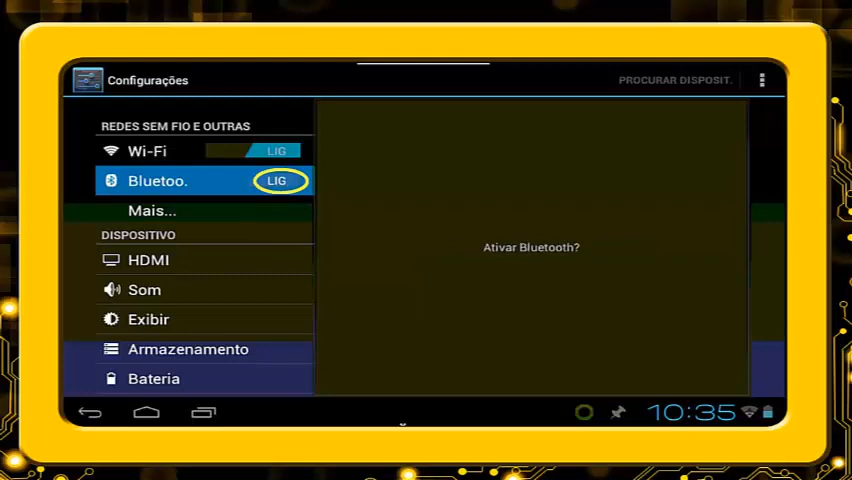 Configurações
PROCURAR DISPOSIT.
REDES SEM FIO E OUTRAS
Wi-Fi LIG
Bluetoo. LIG
Mais...
DISPOSITIVO
HDMI
Som
Exibir
Armazenamento
Bateria
Ativar Bluetooth?
10:35